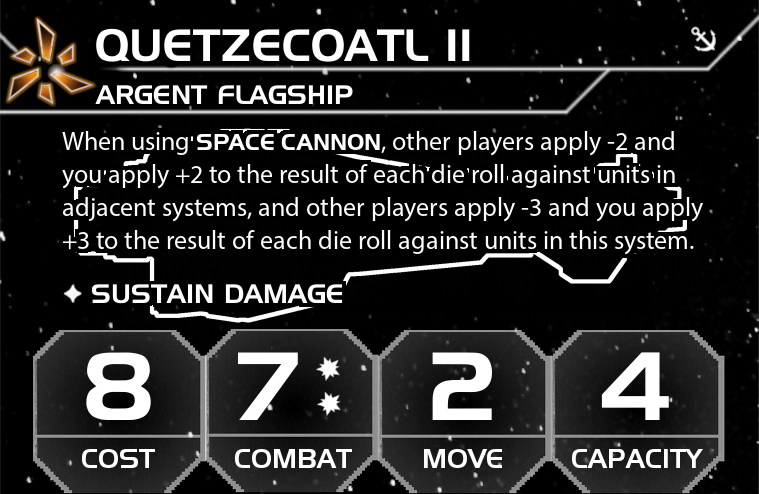 QUETZECOATL II
ARGENT FLAGSHIP
When using SPACE CANNON, other players apply -2 and
you apply +2 to the result of each die roll against units in
adjacent systems, and other players apply -3 and you apply
+3 to the result of each die roll against units in this system.
SUSTAIN DAMAGE
8 7 2 4
COST COMBAT MOVE CAPACITY